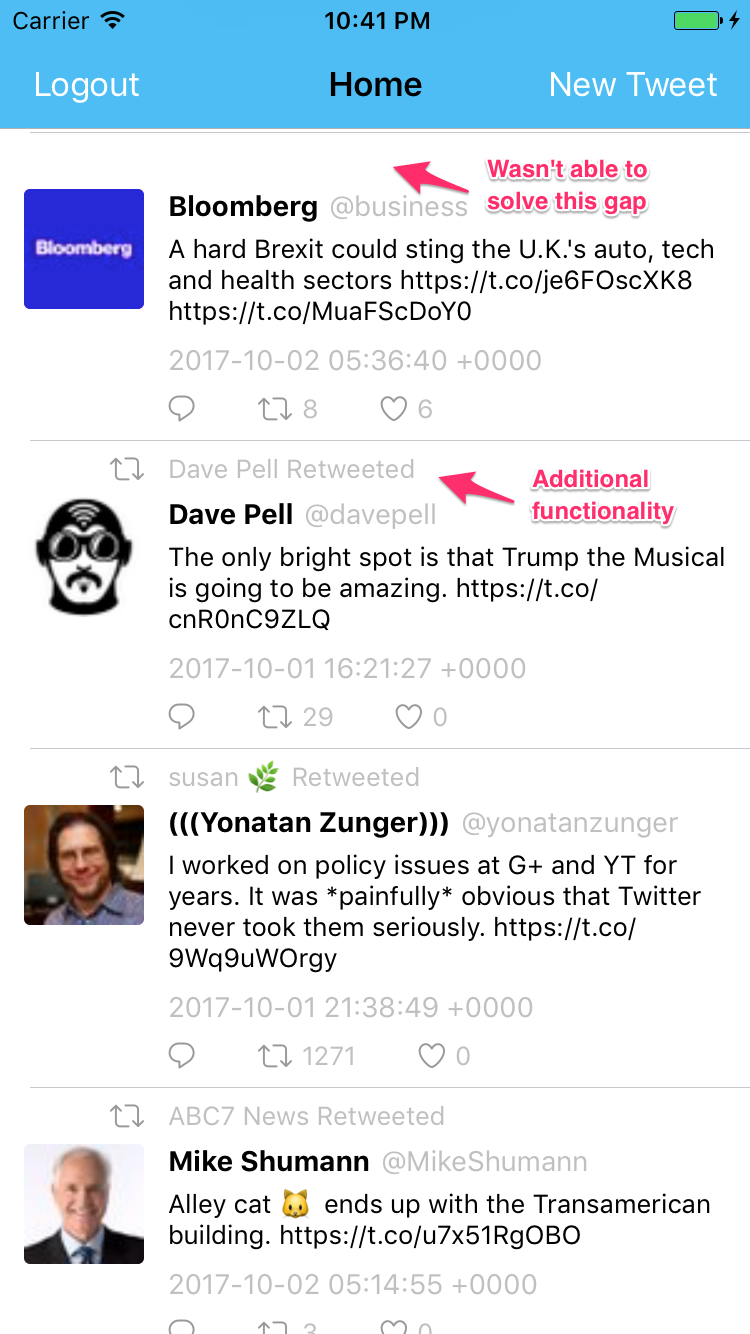 Carrier 10:41 PM
Logout Home New Tweet
Wasn't able to
solve this gap
Bloomberg
Bloomberg @business
A hard Brexit could sting the U.K.'s auto, tech
and health sectors https://t.co/je6FOscXK8
https://t.co/MuaFScDoY0
2017-10-02 05:36:40 +0000
8 6
Dave Pell Retweeted
Additional
functionality
Dave Pell @davepell
The only bright spot is that Trump the Musical
is going to be amazing. https://t.co/
cnR0nC9ZLQ
2017-10-01 16:21:27 +0000
29 0
susan 🌿 Retweeted
(((Yonatan Zunger))) @yonatanzunger
I worked on policy issues at G+ and YT for
years. It was *painfully* obvious that Twitter
never took them seriously. https://t.co/
9Wq9uWOrgy
2017-10-01 21:38:49 +0000
1271 0
ABC7 News Retweeted
Mike Shumann @MikeShumann
Alley cat 🐱 ends up with the Transamerican
building. https://t.co/u7x51RgOBO
2017-10-02 05:14:55 +0000
3 0